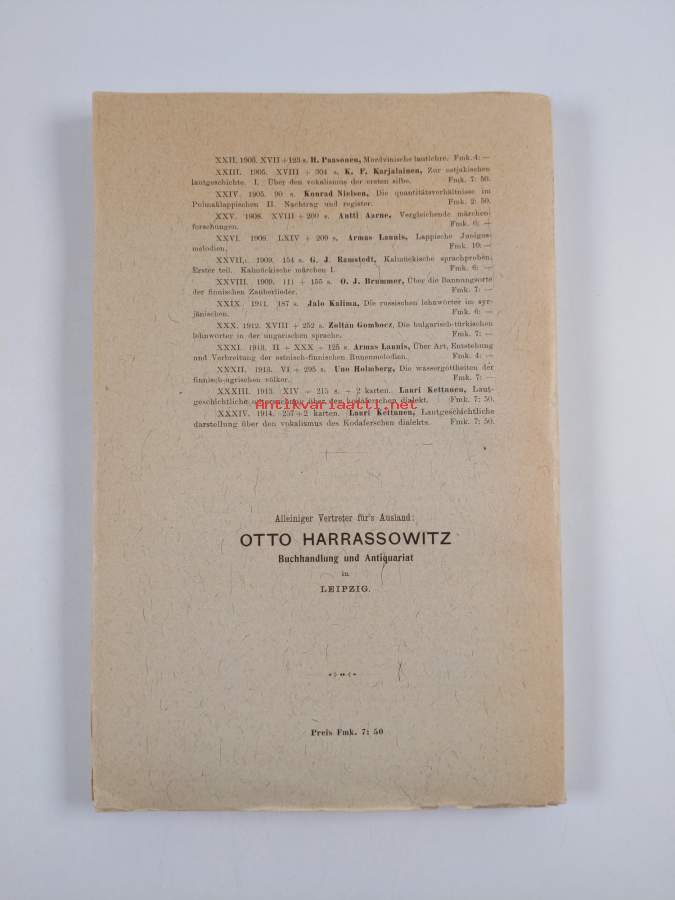 XXII. 1903. XVII + 123 s. H. Paasonen, Mordvinische lautlehre. Fmk. 4: —
XXIII. 1905. XVIII + 304 s. K. F. Karjalainen, Zur ostjakischen
lautgeschichte. I. Über den vokalismus der ersten silbe. Fmk. 7: 50.
XXIV. 1905. 90 s. Konrad Nielsen, Die quantitätsverhältnisse im
Polmaklappischen II. Nachtrag und register. Fmk. 2: 50.
XXV. 1908. XVIII + 200 s. Antti Aarne, Vergleichende märchen-
forschungen. Fmk. 6: —
XXVI. 1908. LXIV + 209 s. Armas Launis, Lappische Juoigos-
melodien. Fmk. 10: —
XXVII,1. 1909. 154 s. G. J. Ramstedt, Kalmückische sprachproben.
Erster teil. Kalmückische märchen I. Fmk. 6: —
XXVIII. 1909. III + 155 s. O. J. Brummer, Über die Bannungsorte
der finnischen Zauberlieder. Fmk. 7: —
XXIX. 1911. 187 s. Jalo Kalima, Die russischen lehnwörter im syr-
jänischen. Fmk. 6: —
XXX. 1912. XVIII + 252 s. Zoltán Gombocz, Die bulgarisch-türkischen
lehnwörter in der ungarischen sprache. Fmk. 7: —
XXXI. 1913. II + XXX + 125 s. Armas Launis, Über Art, Entstehung
und Verbreitung der estnisch-finnischen Runenmelodien. Fmk. 4: —
XXXII. 1913. VI + 295 s. Uno Holmberg, Die wassergottheiten der
finnisch-ugrischen völker. Fmk. 7: —
XXXIII. 1913. XIV + 215 s. + 2 karten. Lauri Kettunen, Laut-
geschichtliche untersuchung über den kodaferschen dialekt. Fmk. 7: 50.
Antikvariaatti.net
XXXIV. 1914. 257+2 karten. Lauri Kettunen, Lautgeschichtliche
darstellung über den vokalismus des Kodaferschen dialekts. Fmk. 7: 50.
Alleiniger Vertreter für's Ausland:
OTTO HARRASSOWITZ
Buchhandlung und Antiquariat
in
LEIPZIG.
Preis Fmk. 7: 50